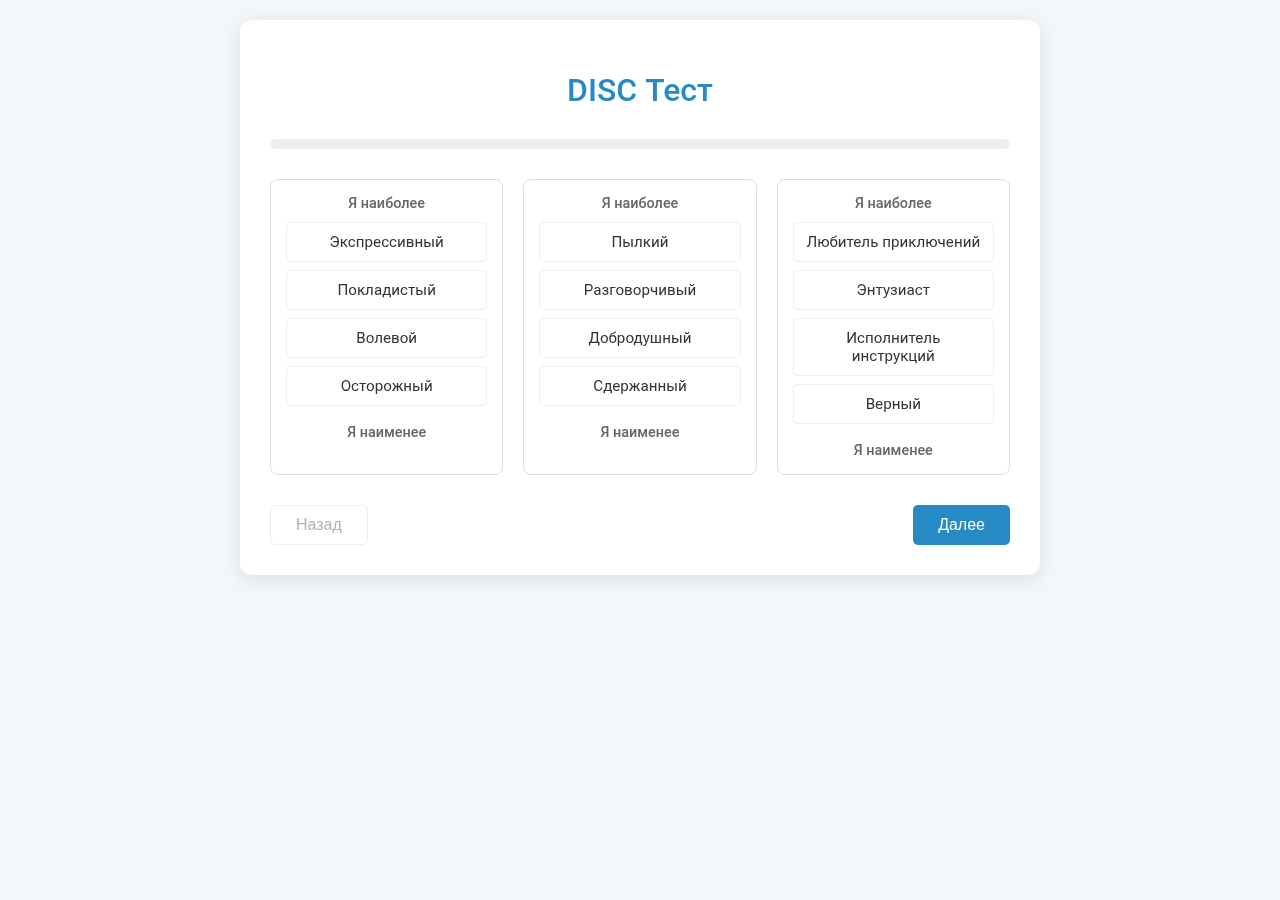 DISC Тест
Я наиболее
Экспрессивный
Покладистый
Волевой
Осторожный
Я наименее
Я наиболее
Пылкий
Разговорчивый
Добродушный
Сдержанный
Я наименее
Я наиболее
Любитель приключений
Энтузиаст
Исполнитель
инструкций
Верный
Я наименее
Назад
Далее